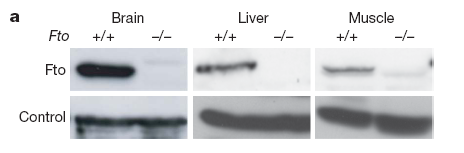 a
Brain Liver Muscle
Fto +/+ –/– +/+ –/– +/+ –/–
Fto
Control